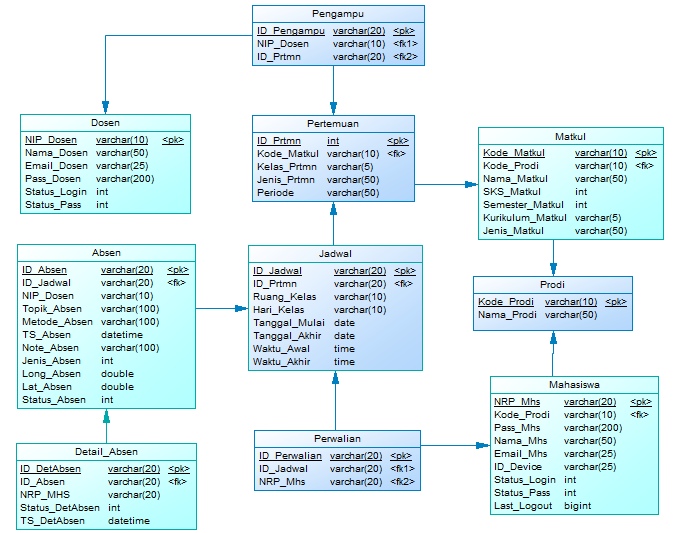 Pengampu
ID_Pengampu varchar(20) <pk>
NIP_Dosen varchar(10) <fk1>
ID_Prtmn varchar(20) <fk2>
Dosen
NIP_Dosen varchar(10) <pk>
Nama_Dosen varchar(50)
Email_Dosen varchar(25)
Pass_Dosen varchar(200)
Status_Login int
Status_Pass int
Pertemuan
ID_Prtmn int <pk>
Kode_Matkul varchar(10) <fk>
Kelas_Prtmn varchar(5)
Jenis_Prtmn varchar(50)
Periode varchar(50)
Matkul
Kode_Matkul varchar(10) <pk>
Kode_Prodi varchar(10) <fk>
Nama_Matkul varchar(50)
SKS_Matkul int
Semester_Matkul int
Kurikulum_Matkul varchar(5)
Jenis_Matkul varchar(50)
Absen
ID_Absen varchar(20) <pk>
ID_Jadwal varchar(20) <fk>
NIP_Dosen varchar(10)
Topik_Absen varchar(100)
Metode_Absen varchar(100)
TS_Absen datetime
Note_Absen varchar(100)
Jenis_Absen int
Long_Absen double
Lat_Absen double
Status_Absen int
Jadwal
ID_Jadwal varchar(20) <pk>
ID_Prtmn varchar(20) <fk>
Ruang_Kelas varchar(10)
Hari_Kelas varchar(10)
Tanggal_Mulai date
Tanggal_Akhir date
Waktu_Awal time
Waktu_Akhir time
Prodi
Kode_Prodi varchar(10) <pk>
Nama_Prodi varchar(50)
Detail_Absen
ID_DetAbsen varchar(20) <pk>
ID_Absen varchar(20) <fk>
NRP_MHS varchar(20)
Status_DetAbsen int
TS_DetAbsen datetime
Perwalian
ID_Perwalian varchar(20) <pk>
ID_Jadwal varchar(20) <fk1>
NRP_Mhs varchar(20) <fk2>
Mahasiswa
NRP_Mhs varchar(20) <pk>
Kode_Prodi varchar(10) <fk>
Pass_Mhs varchar(200)
Nama_Mhs varchar(50)
Email_Mhs varchar(25)
ID_Device varchar(25)
Status_Login int
Status_Pass int
Last_Logout bigint